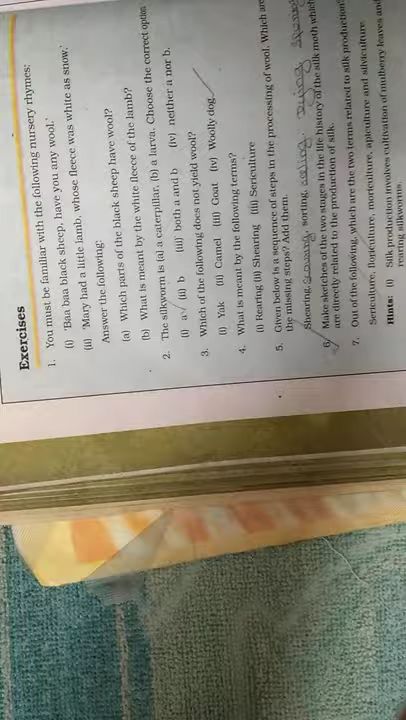 Exercises
1. You must be familiar with the following nursery rhymes:
(i) 'Baa baa black sheep, have you any wool.'
(ii) 'Mary had a little lamb, whose fleece was white as snow.'
Answer the following:
(a) Which parts of the black sheep have wool?
(b) What is meant by the white fleece of the lamb?
2. The silkworm is (a) a caterpillar, (b) a larva. Choose the correct option
(i) a (ii) b (iii) both a and b (iv) neither a nor b.
3. Which of the following does not yield wool?
(i) Yak (ii) Camel (iii) Goat (iv) Woolly dog
4. What is meant by the following terms?
(i) Rearing (ii) Shearing (iii) Sericulture
5. Given below is a sequence of steps in the processing of wool. Which are
the missing steps? Add them.
Shearing, sorting,
6. Make sketches of the two stages in the life history of the silk moth which
are directly related to the production of silk.
7. Out of the following, which are the two terms related to silk production
Sericulture, floriculture, moriculture, apiculture and silviculture.
Hints: (i) Silk production involves cultivation of mulberry leaves and
rearing silkworms.